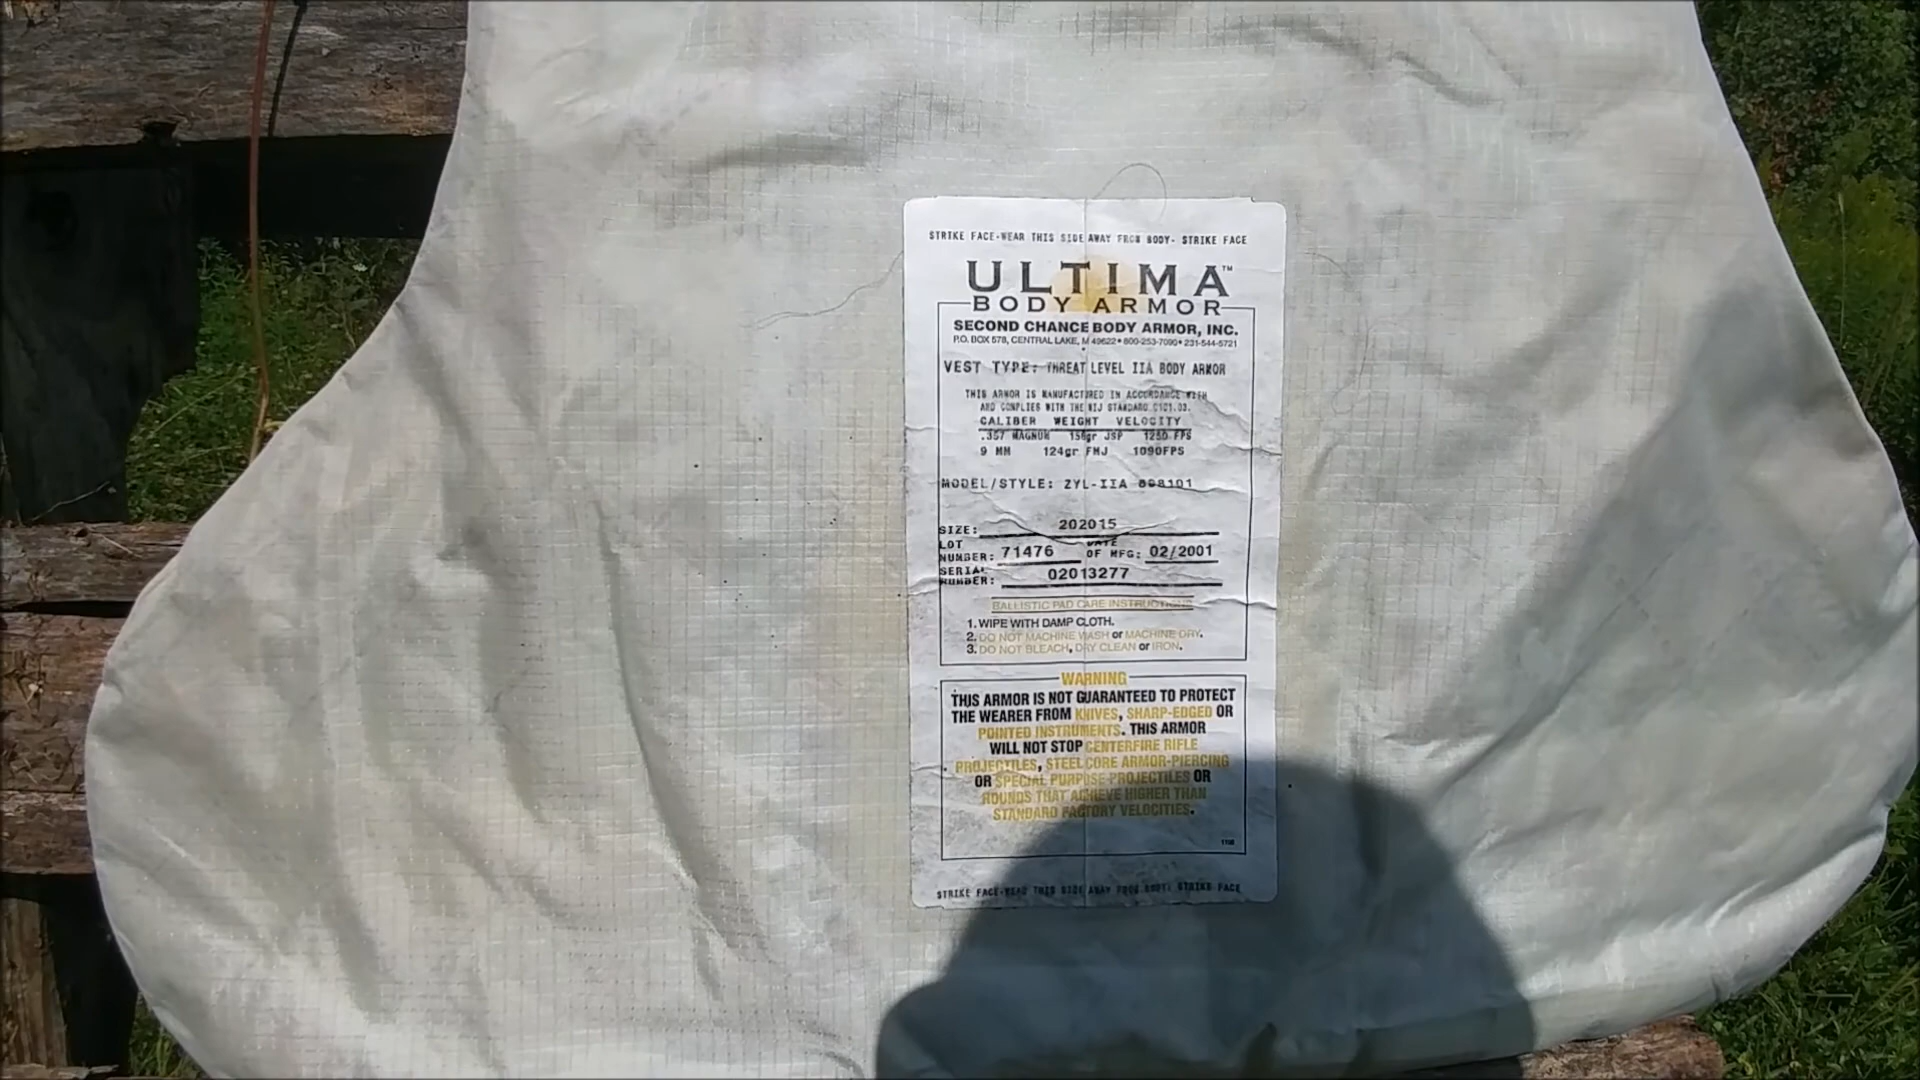 STRIKE FACE-WEAR THIS SIDE AWAY FROM BODY- STRIKE FACE
ULTIMA™
BODY ARMOR
SECOND CHANCE BODY ARMOR, INC.
P.O. BOX 578, CENTRAL LAKE, M 49622 • 800-253-7090 • 231-544-5721
VEST TYPE: THREAT LEVEL IIA BODY ARMOR
THIS ARMOR IS MANUFACTURED IN ACCORDANCE WITH
AND COMPLIES WITH THE NIJ STANDARD 0101.03.
CALIBER WEIGHT VELOCITY
.357 MAGNUM 158gr JSP 1250 FPS
9 MM 124gr FMJ 1090FPS
MODEL/STYLE: ZYL-IIA 898101
SIZE: 202015
LOT NUMBER: 71476 DATE OF MFG: 02/2001
SERIAL NUMBER: 02013277
BALLISTIC PAD CARE INSTRUCTIONS
1. WIPE WITH DAMP CLOTH.
2. DO NOT MACHINE WASH or MACHINE DRY.
3. DO NOT BLEACH, DRY CLEAN or IRON.
WARNING
THIS ARMOR IS NOT GUARANTEED TO PROTECT
THE WEARER FROM KNIVES, SHARP-EDGED OR
POINTED INSTRUMENTS. THIS ARMOR
WILL NOT STOP CENTERFIRE RIFLE
PROJECTILES, STEEL CORE ARMOR-PIERCING
OR SPECIAL PURPOSE PROJECTILES OR
ROUNDS THAT ACHIEVE HIGHER THAN
STANDARD FACTORY VELOCITIES.
STRIKE FACE-WEAR THIS SIDE AWAY FROM BODY- STRIKE FACE